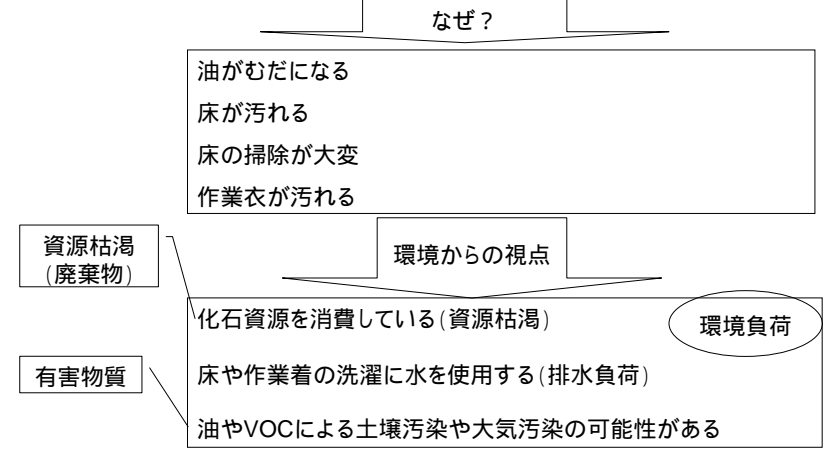 なぜ？
油がむだになる
床が汚れる
床の掃除が大変
作業衣が汚れる
資源枯渇
(廃棄物)
環境からの視点
化石資源を消費している(資源枯渇)
環境負荷
有害物質
床や作業着の洗濯に水を使用する(排水負荷)
油やVOCによる土壌汚染や大気汚染の可能性がある